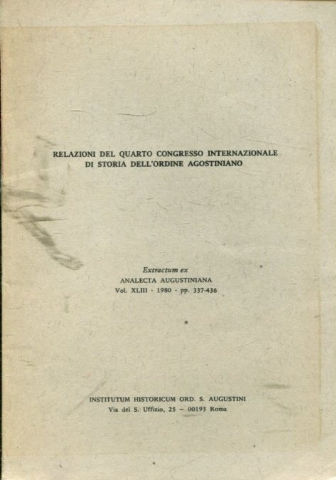 RELAZIONI DEL QUARTO CONGRESSO INTERNAZIONALE
DI STORIA DELL'ORDINE AGOSTINIANO
Extractum ex
ANALECTA AUGUSTINIANA
Vol. XLIII - 1980 - pp. 337-436
INSTITUTUM HISTORICUM ORD. S. AUGUSTINI
Via del S. Uffizio, 25 — 00193 Roma